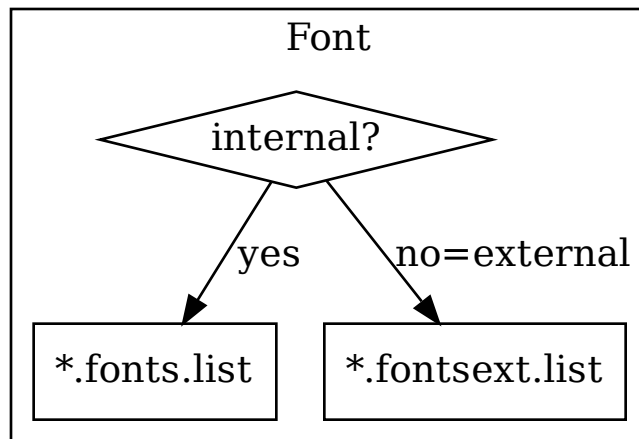 Font
internal?
yes
no=external
*.fonts.list
*.fontsext.list